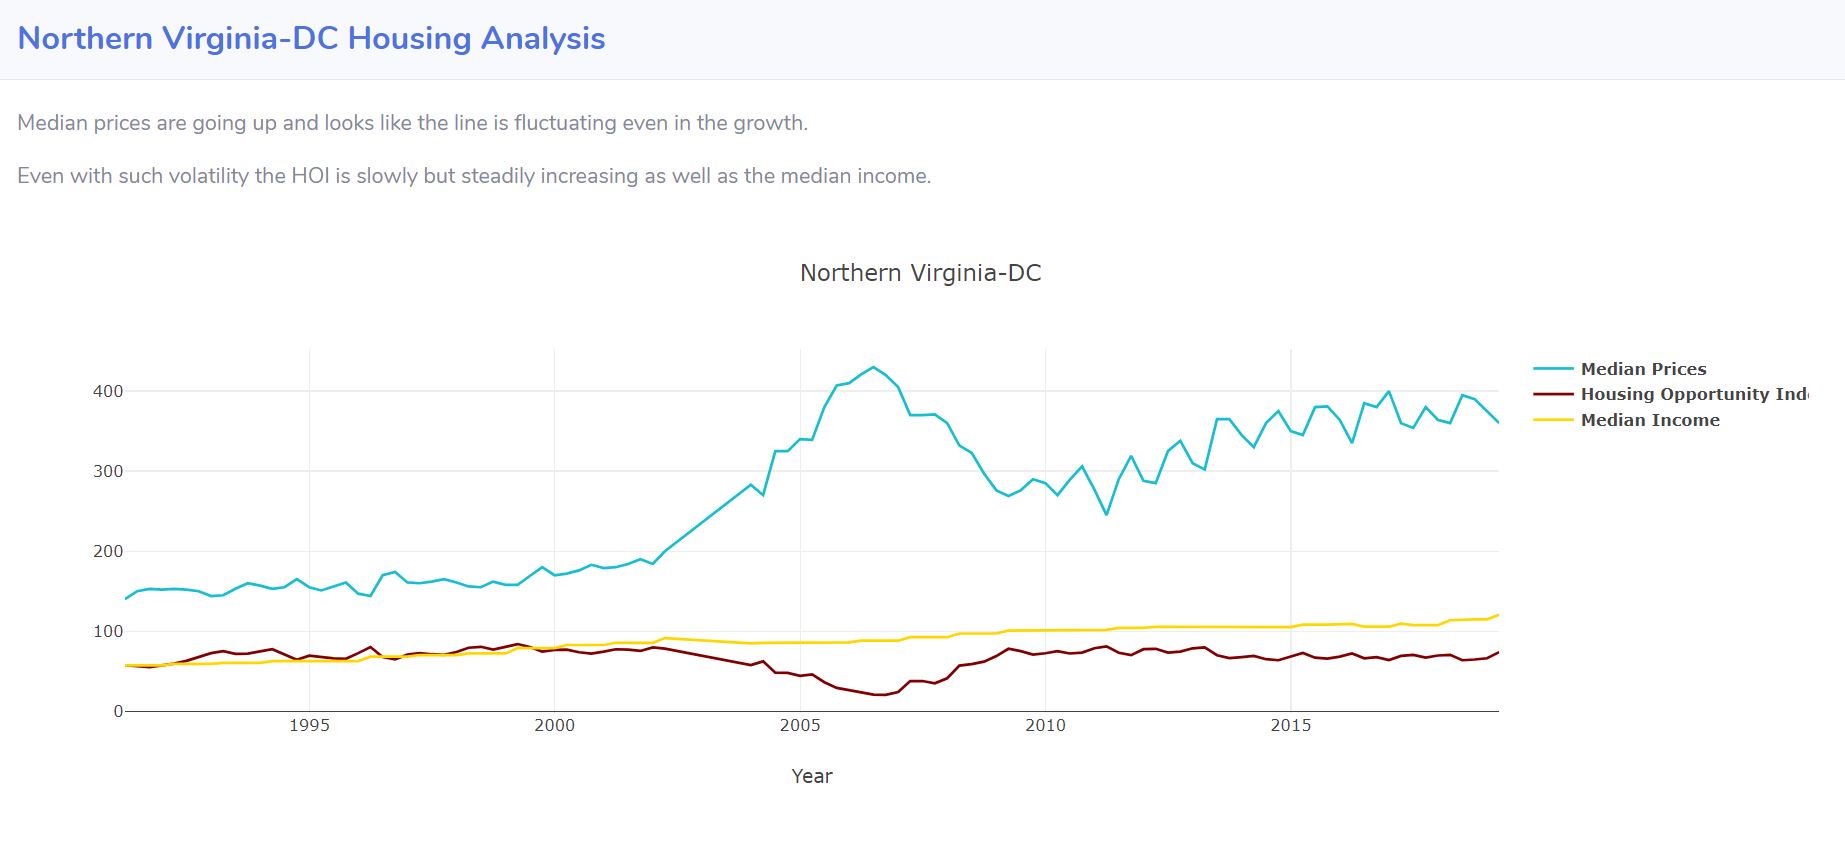 Northern Virginia-DC Housing Analysis
Median prices are going up and looks like the line is fluctuating even in the growth.
Even with such volatility the HOI is slowly but steadily increasing as well as the median income.
Northern Virginia-DC
Median Prices
Housing Opportunity Ind
Median Income
400
300
200
100
0
1995
2000
2005
2010
2015
Year